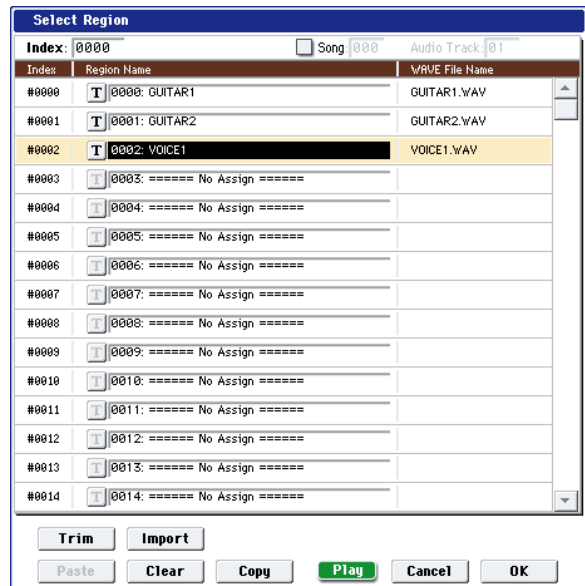 Select Region
Index: 0000 Song: 000 Audio Track: 01
Index Region Name WAVE File Name
#0000 T 0000: GUITAR1 GUITAR1.WAV
#0001 T 0001: GUITAR2 GUITAR2.WAV
#0002 T 0002: VOICE1 VOICE1.WAV
#0003 T 0003: ====== No Assign ======
#0004 T 0004: ====== No Assign ======
#0005 T 0005: ====== No Assign ======
#0006 T 0006: ====== No Assign ======
#0007 T 0007: ====== No Assign ======
#0008 T 0008: ====== No Assign ======
#0009 T 0009: ====== No Assign ======
#0010 T 0010: ====== No Assign ======
#0011 T 0011: ====== No Assign ======
#0012 T 0012: ====== No Assign ======
#0013 T 0013: ====== No Assign ======
#0014 T 0014: ====== No Assign ======
Trim Import
Paste Clear Copy Play Cancel OK